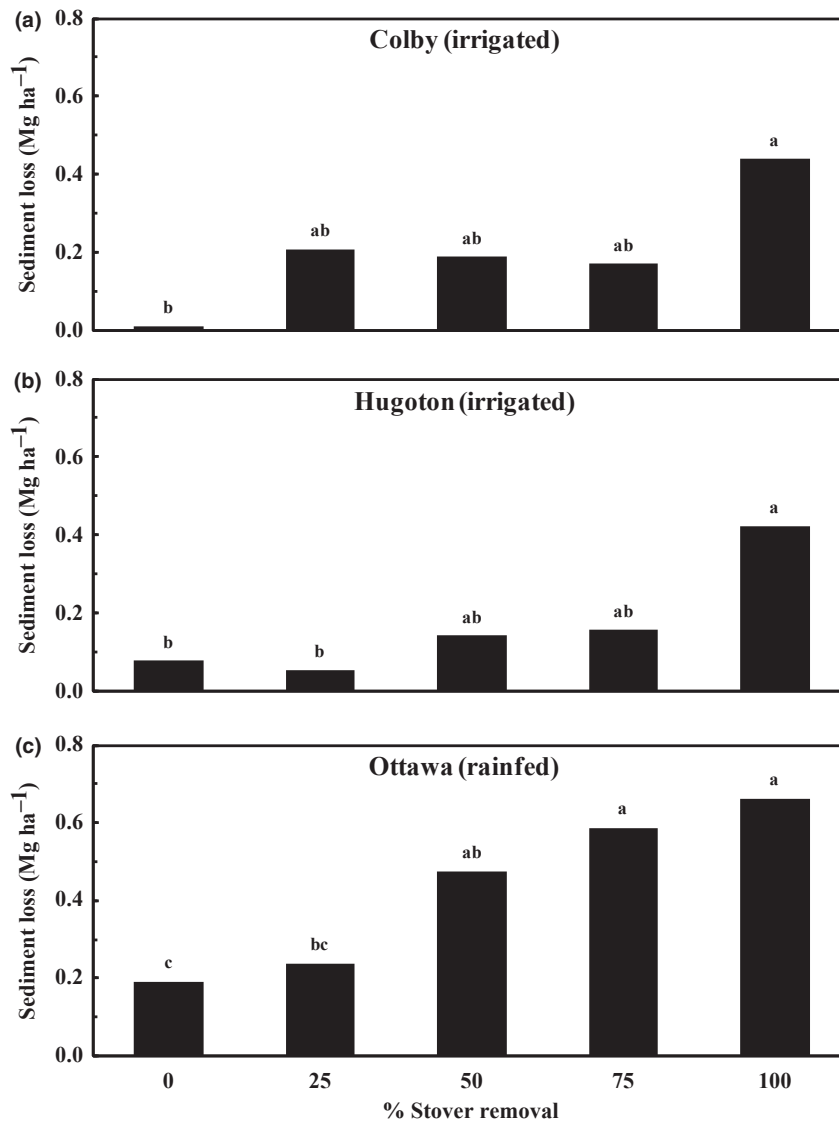 (a)
Colby (irrigated)
Sediment loss (Mg ha−1)
0.8
0.6
0.4
0.2
0.0
b
ab
ab
ab
a
(b)
Hugoton (irrigated)
Sediment loss (Mg ha−1)
0.8
0.6
0.4
0.2
0.0
b
b
ab
ab
a
(c)
Ottawa (rainfed)
Sediment loss (Mg ha−1)
0.8
0.6
0.4
0.2
0.0
c
bc
ab
a
a
0 25 50 75 100
% Stover removal